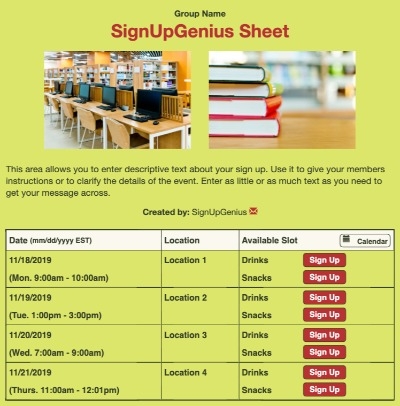 Group Name
SignUpGenius Sheet
This area allows you to enter descriptive text about your sign up. Use it to give your members
instructions or to clarify the details of the event. Enter as little or as much text as you need to
get your message across.
Created by: SignUpGenius
Date (mm/dd/yyyy EST) Location Available Slot Calendar
11/18/2019 Location 1 Drinks Sign Up
(Mon. 9:00am - 10:00am) Snacks Sign Up
11/19/2019 Location 2 Drinks Sign Up
(Tue. 1:00pm - 3:00pm) Snacks Sign Up
11/20/2019 Location 3 Drinks Sign Up
(Wed. 7:00am - 9:00am) Snacks Sign Up
11/21/2019 Location 4 Drinks Sign Up
(Thurs. 11:00am - 12:01pm) Snacks Sign Up